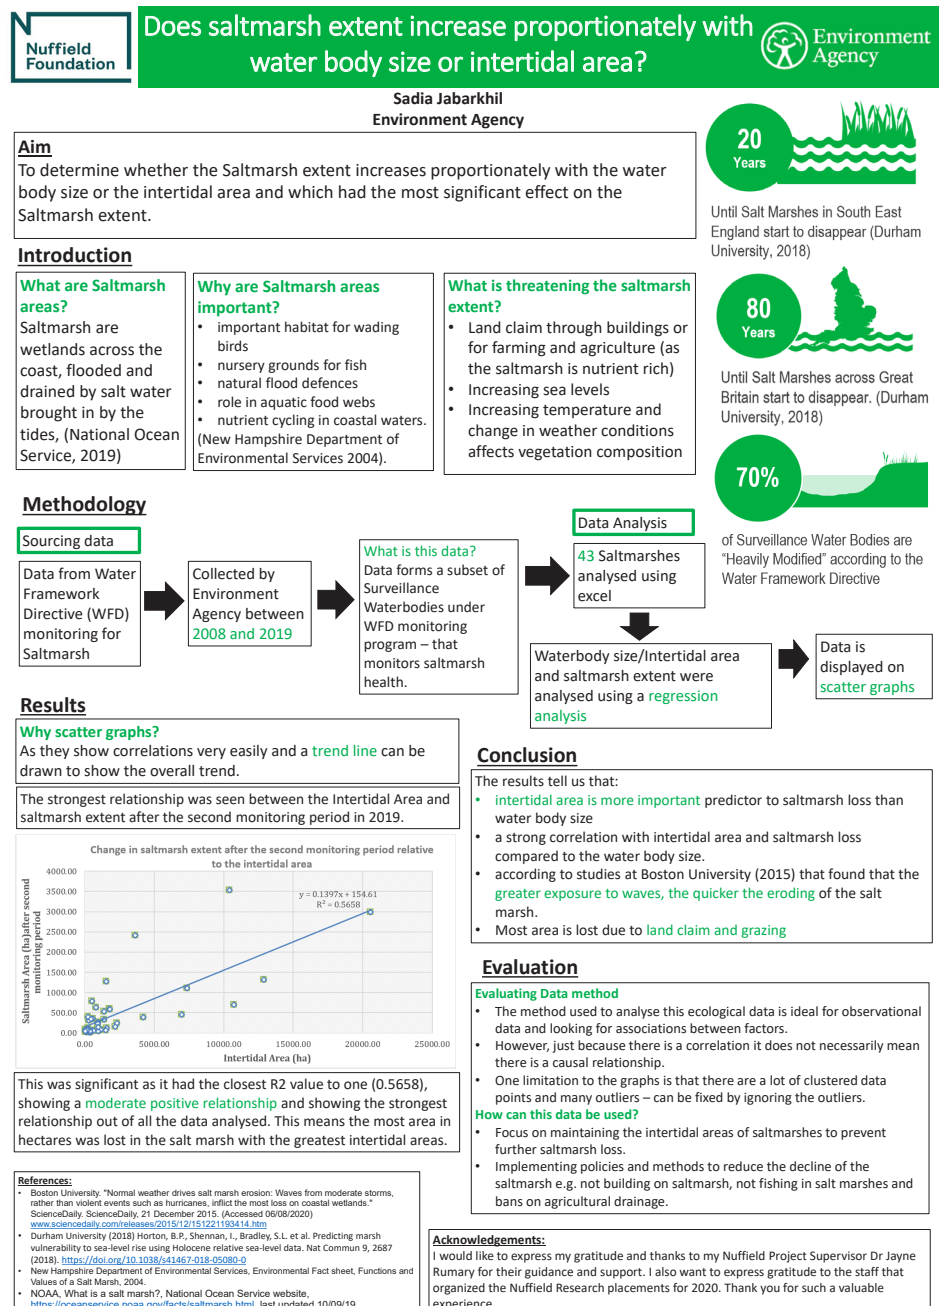 Nuffield
Foundation
Does saltmarsh extent increase proportionately with
water body size or intertidal area?
Environment
Agency
Sadia Jabarkhil
Environment Agency
Aim
To determine whether the Saltmarsh extent increases proportionately with the water
body size or the intertidal area and which had the most significant effect on the
Saltmarsh extent.
20
Years
Until Salt Marshes in South East
England start to disappear (Durham
University, 2018)
80
Years
Until Salt Marshes across Great
Britain start to disappear. (Durham
University, 2018)
70%
of Surveillance Water Bodies are
“Heavily Modified” according to the
Water Framework Directive
Introduction
What are Saltmarsh
areas?
Saltmarsh are
wetlands across the
coast, flooded and
drained by salt water
brought in by the
tides, (National Ocean
Service, 2019)
Why are Saltmarsh areas
important?
• important habitat for wading
birds
• nursery grounds for fish
• natural flood defences
• role in aquatic food webs
• nutrient cycling in coastal waters.
(New Hampshire Department of
Environmental Services 2004).
What is threatening the saltmarsh
extent?
• Land claim through buildings or
for farming and agriculture (as
the saltmarsh is nutrient rich)
• Increasing sea levels
• Increasing temperature and
change in weather conditions
affects vegetation composition
Methodology
Sourcing data
Data from Water
Framework
Directive (WFD)
monitoring for
Saltmarsh
Collected by
Environment
Agency between
2008 and 2019
What is this data?
Data forms a subset of
Surveillance
Waterbodies under
WFD monitoring
program – that
monitors saltmarsh
health.
Data Analysis
43 Saltmarshes
analysed using
excel
Waterbody size/Intertidal area
and saltmarsh extent were
analysed using a regression
analysis
Data is
displayed on
scatter graphs
Results
Why scatter graphs?
As they show correlations very easily and a trend line can be
drawn to show the overall trend.
The strongest relationship was seen between the Intertidal Area and
saltmarsh extent after the second monitoring period in 2019.
Change in saltmarsh extent after the second monitoring period relative
to the intertidal area
Saltmarsh Area (ha)after second
monitoring period
4000.00
3500.00
3000.00
2500.00
2000.00
1500.00
1000.00
500.00
0.00
y = 0.1397x + 154.61
R² = 0.5658
0.00 5000.00 10000.00 15000.00 20000.00 25000.00
Intertidal Area (ha)
This was significant as it had the closest R2 value to one (0.5658),
showing a moderate positive relationship and showing the strongest
relationship out of all the data analysed. This means the most area in
hectares was lost in the salt marsh with the greatest intertidal areas.
Conclusion
The results tell us that:
• intertidal area is more important predictor to saltmarsh loss than
water body size
• a strong correlation with intertidal area and saltmarsh loss
compared to the water body size.
• according to studies at Boston University (2015) that found that the
greater exposure to waves, the quicker the eroding of the salt
marsh.
• Most area is lost due to land claim and grazing
Evaluation
Evaluating Data method
• The method used to analyse this ecological data is ideal for observational
data and looking for associations between factors.
• However, just because there is a correlation it does not necessarily mean
there is a causal relationship.
• One limitation to the graphs is that there are a lot of clustered data
points and many outliers – can be fixed by ignoring the outliers.
How can this data be used?
• Focus on maintaining the intertidal areas of saltmarshes to prevent
further saltmarsh loss.
• Implementing policies and methods to reduce the decline of the
saltmarsh e.g. not building on saltmarsh, not fishing in salt marshes and
bans on agricultural drainage.
References:
• Boston University. "Normal weather drives salt marsh erosion: Waves from moderate storms,
rather than violent events such as hurricanes, inflict the most loss on coastal wetlands."
ScienceDaily. ScienceDaily, 21 December 2015. (Accessed 06/08/2020)
www.sciencedaily.com/releases/2015/12/151221193414.htm
• Durham University (2018) Horton, B.P., Shennan, I., Bradley, S.L. et al. Predicting marsh
vulnerability to sea-level rise using Holocene relative sea-level data. Nat Commun 9, 2687
(2018). https://doi.org/10.1038/s41467-018-05080-0
• New Hampshire Department of Environmental Services, Environmental Fact sheet, Functions and
Values of a Salt Marsh, 2004.
• NOAA, What is a salt marsh?, National Ocean Service website,
https://oceanservice.noaa.gov/facts/saltmarsh.html, last updated 10/09/19
Acknowledgements:
I would like to express my gratitude and thanks to my Nuffield Project Supervisor Dr Jayne
Rumary for their guidance and support. I also want to express gratitude to the staff that
organized the Nuffield Research placements for 2020. Thank you for such a valuable
experience